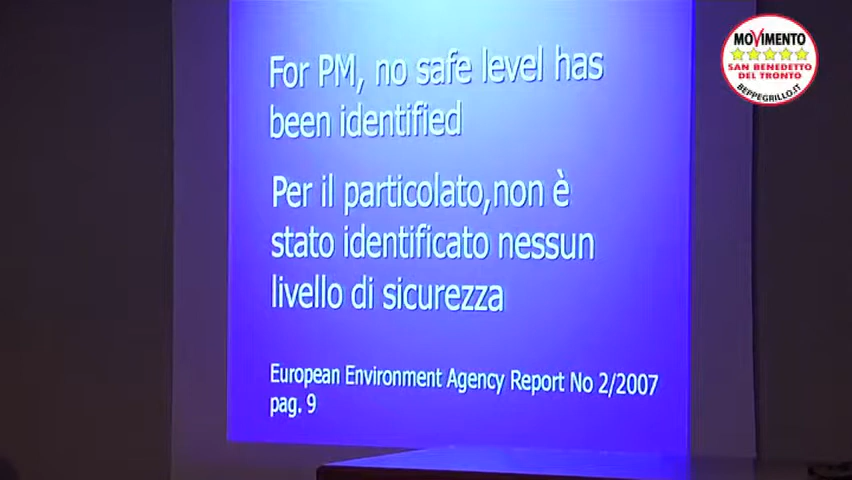 For PM, no safe level has
been identified
Per il particolato,non è
stato identificato nessun
livello di sicurezza
European Environment Agency Report No 2/2007
pag. 9
MOVIMENTO
SAN BENEDETTO
DEL TRONTO
BEPPEGRILLO.IT